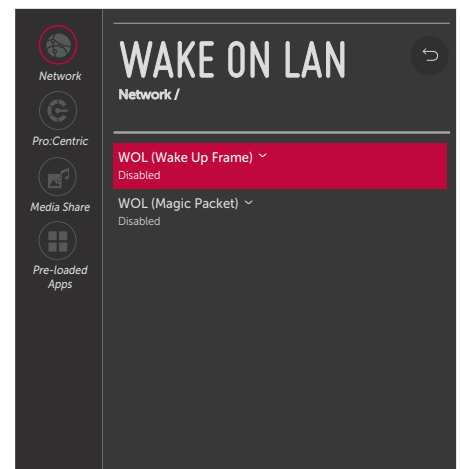 Network
Pro:Centric
Media Share
Pre-loaded
Apps
WAKE ON LAN
Network /
WOL (Wake Up Frame)
Disabled
WOL (Magic Packet)
Disabled